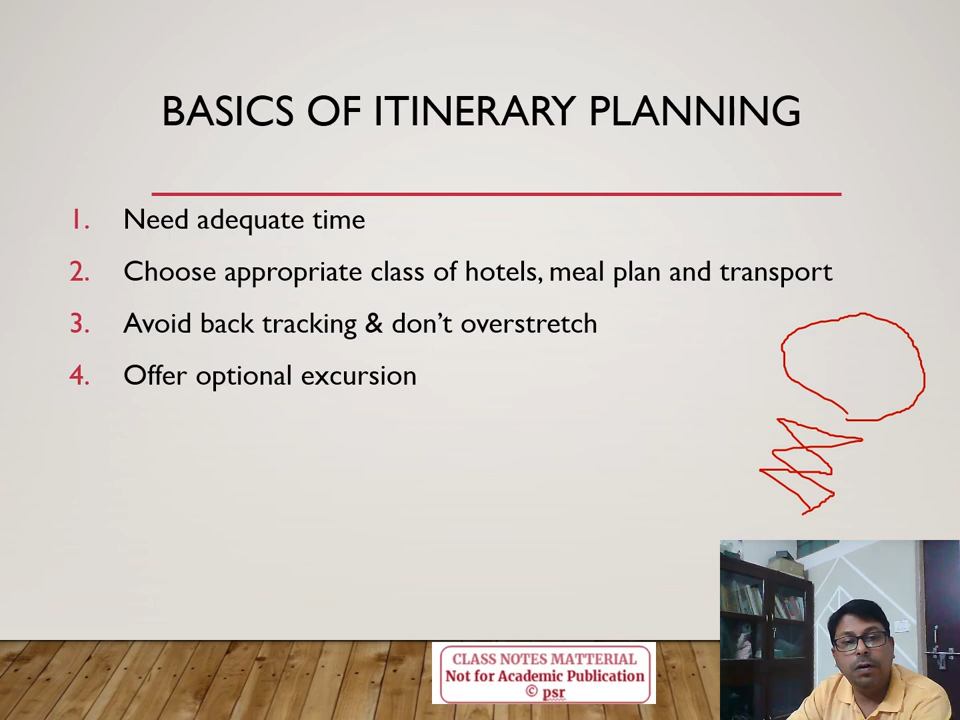 BASICS OF ITINERARY PLANNING
1. Need adequate time
2. Choose appropriate class of hotels, meal plan and transport
3. Avoid back tracking & don't overstretch
4. Offer optional excursion
CLASS NOTES MATTERIAL
Not for Academic Publication
© psr